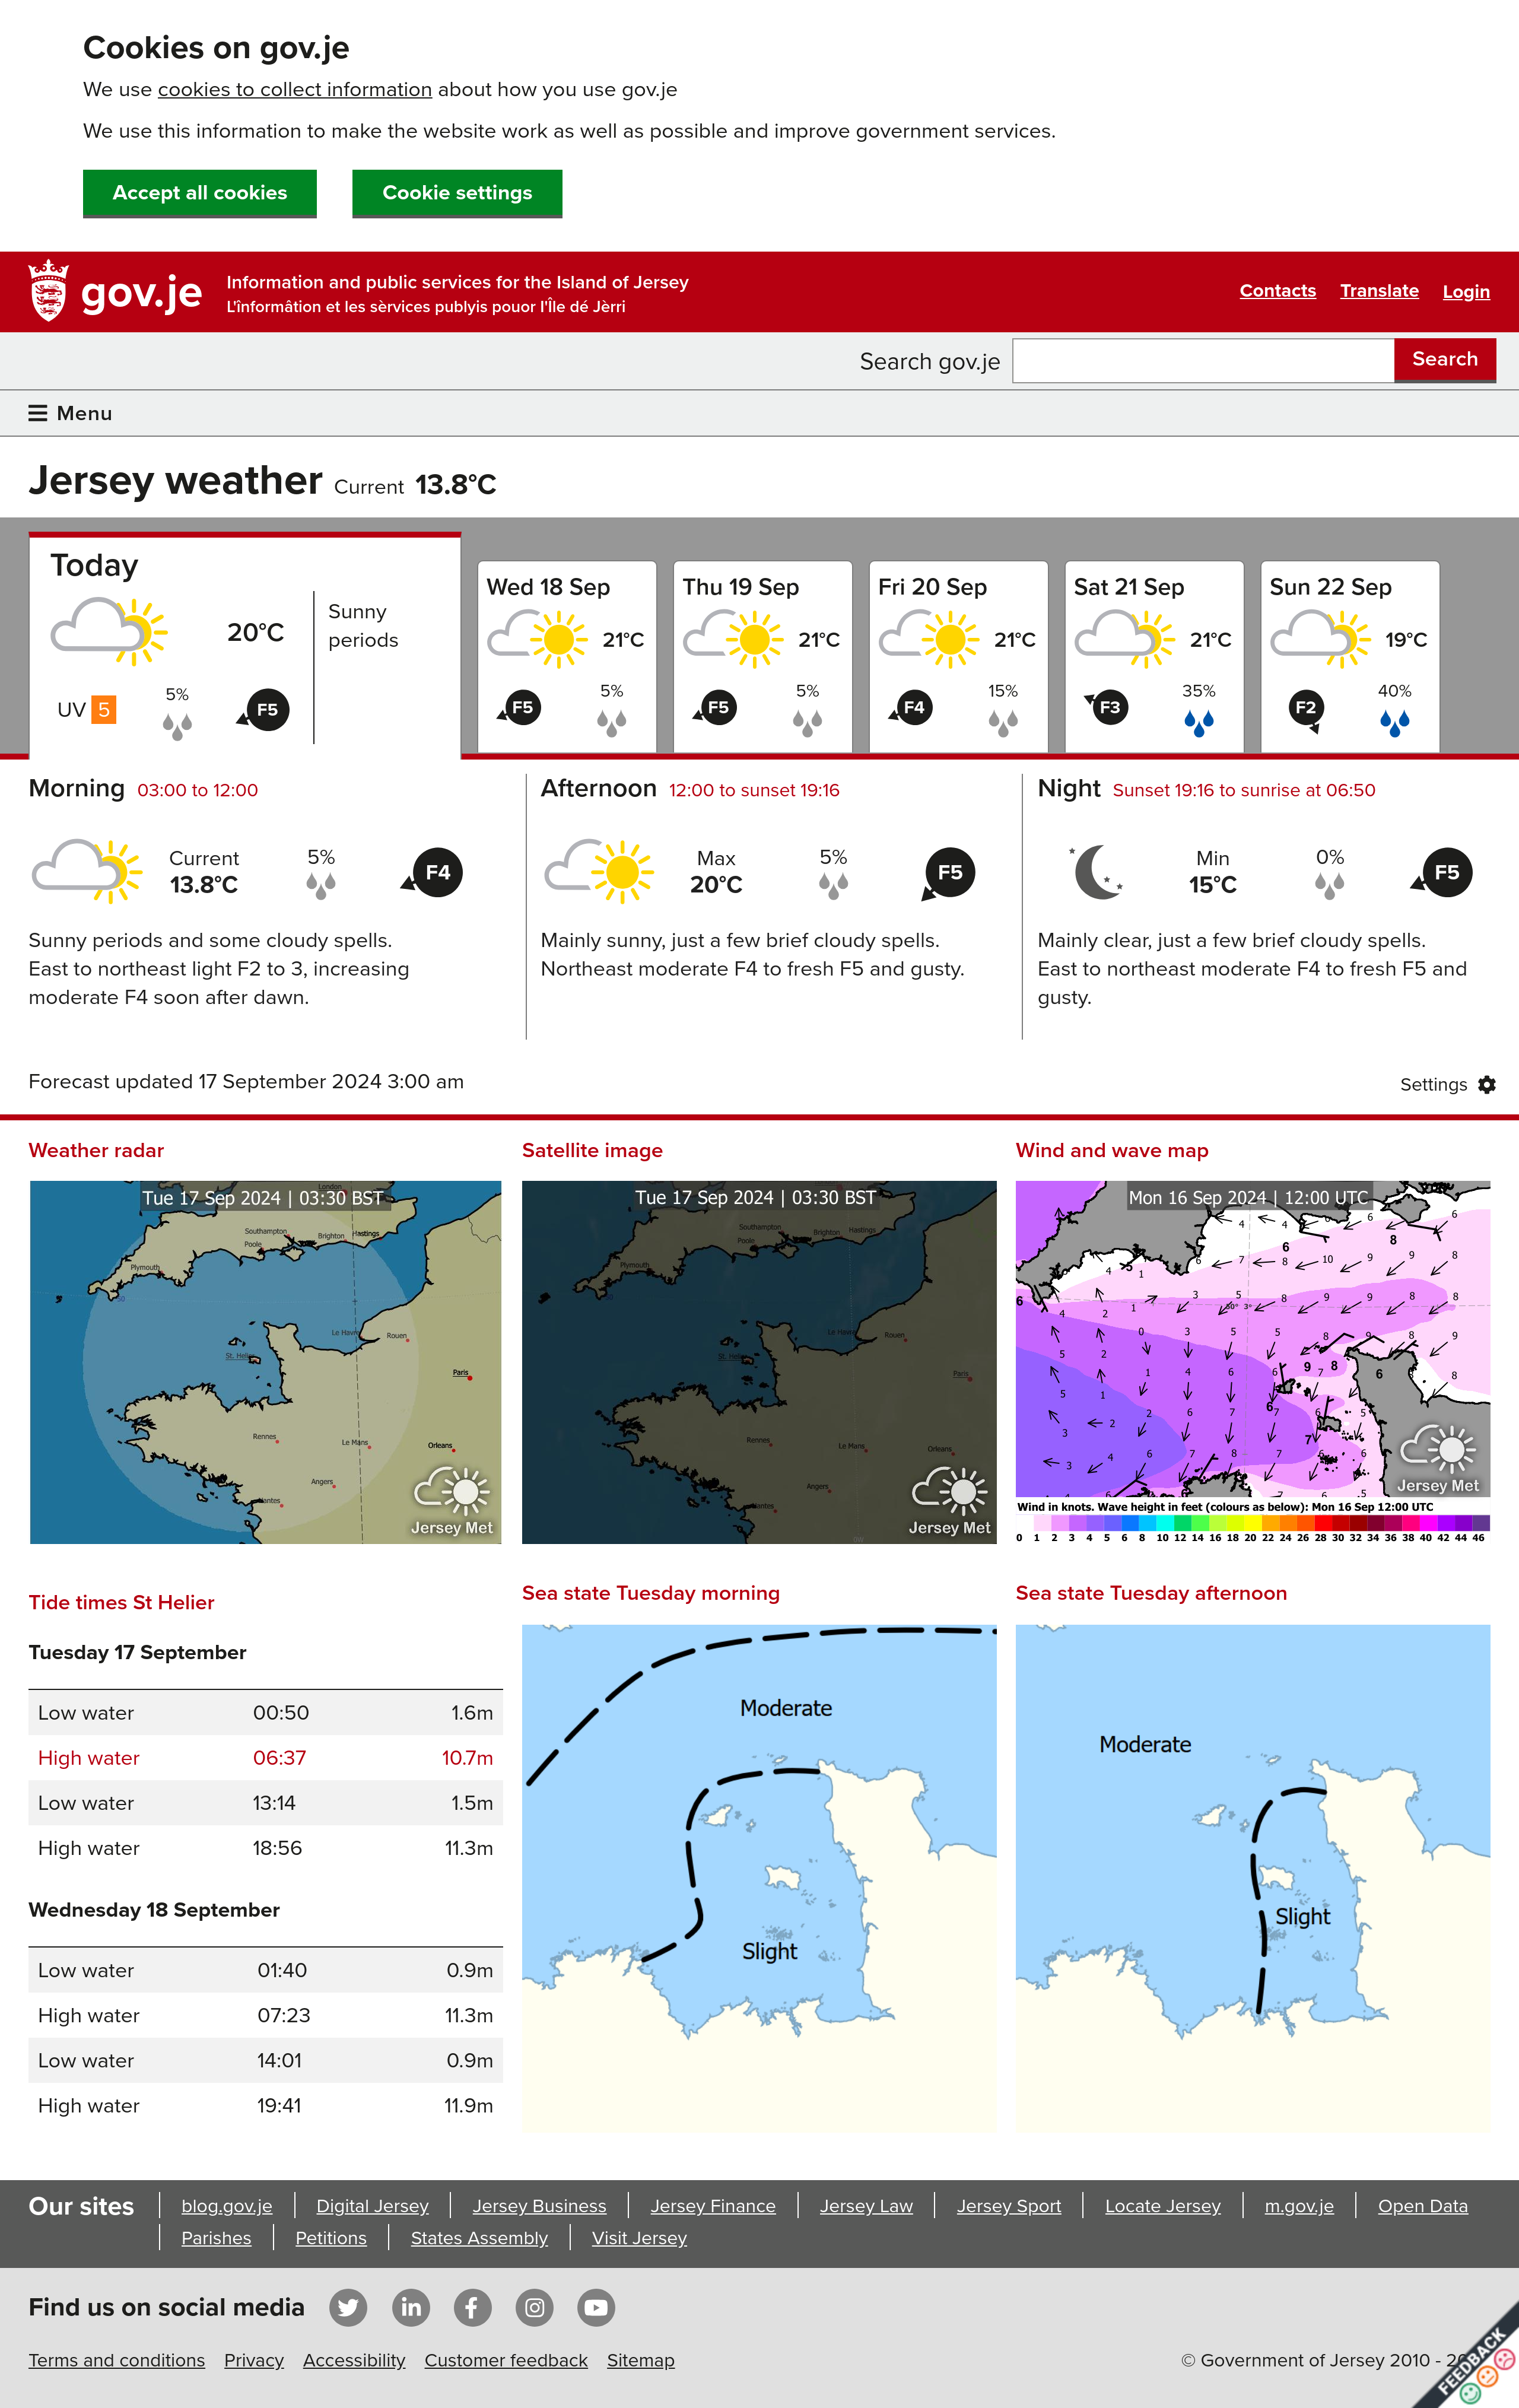 Cookies on gov.je
We use cookies to collect information about how you use gov.je
We use this information to make the website work as well as possible and improve government services.
Accept all cookies
Cookie settings
gov.je
Information and public services for the Island of Jersey
L'înformâtion et les sèrvices publyis pouor I'Île dé Jèrri
Contacts Translate Login
Search gov.je
Search
Menu
Jersey weather Current 13.8°C
Today
20°C
Sunny
periods
UV 5
5%
F5
Wed 18 Sep
21°C
F5
5%
Thu 19 Sep
21°C
F5
5%
Fri 20 Sep
21°C
F4
15%
Sat 21 Sep
21°C
F3
35%
Sun 22 Sep
19°C
F2
40%
Morning 03:00 to 12:00
Current
13.8°C
5%
F4
Sunny periods and some cloudy spells.
East to northeast light F2 to 3, increasing
moderate F4 soon after dawn.
Afternoon 12:00 to sunset 19:16
Max
20°C
5%
F5
Mainly sunny, just a few brief cloudy spells.
Northeast moderate F4 to fresh F5 and gusty.
Night Sunset 19:16 to sunrise at 06:50
Min
15°C
0%
F5
Mainly clear, just a few brief cloudy spells.
East to northeast moderate F4 to fresh F5 and
gusty.
Forecast updated 17 September 2024 3:00 am
Settings
Weather radar
Tue 17 Sep 2024 | 03:30 BST
London
Southampton
Poole
Brighton
Hastings
Plymouth
Le Havre
Rouen
St. Helier
Paris
Rennes
Le Mans
Orleans
Angers
Nantes
Jersey Met
Satellite image
Tue 17 Sep 2024 | 03:30 BST
Southampton
Poole
Brighton
Hastings
Plymouth
Le Havre
Rouen
St. Helier
Paris
Rennes
Le Mans
Orleans
Angers
Nantes
Jersey Met
Wind and wave map
Mon 16 Sep 2024 | 12:00 UTC
Jersey Met
Wind in knots. Wave height in feet (colours as below): Mon 16 Sep 12:00 UTC
0 1 2 3 4 5 6 8 10 12 14 16 18 20 22 24 26 28 30 32 34 36 38 40 42 44 46
Tide times St Helier
Tuesday 17 September
Low water 00:50 1.6m
High water 06:37 10.7m
Low water 13:14 1.5m
High water 18:56 11.3m
Wednesday 18 September
Low water 01:40 0.9m
High water 07:23 11.3m
Low water 14:01 0.9m
High water 19:41 11.9m
Sea state Tuesday morning
Moderate
Slight
Sea state Tuesday afternoon
Moderate
Slight
Our sites
blog.gov.je Digital Jersey Jersey Business Jersey Finance Jersey Law Jersey Sport Locate Jersey m.gov.je Open Data
Parishes Petitions States Assembly Visit Jersey
Find us on social media
Terms and conditions Privacy Accessibility Customer feedback Sitemap
© Government of Jersey 2010 -
FEEDBACK